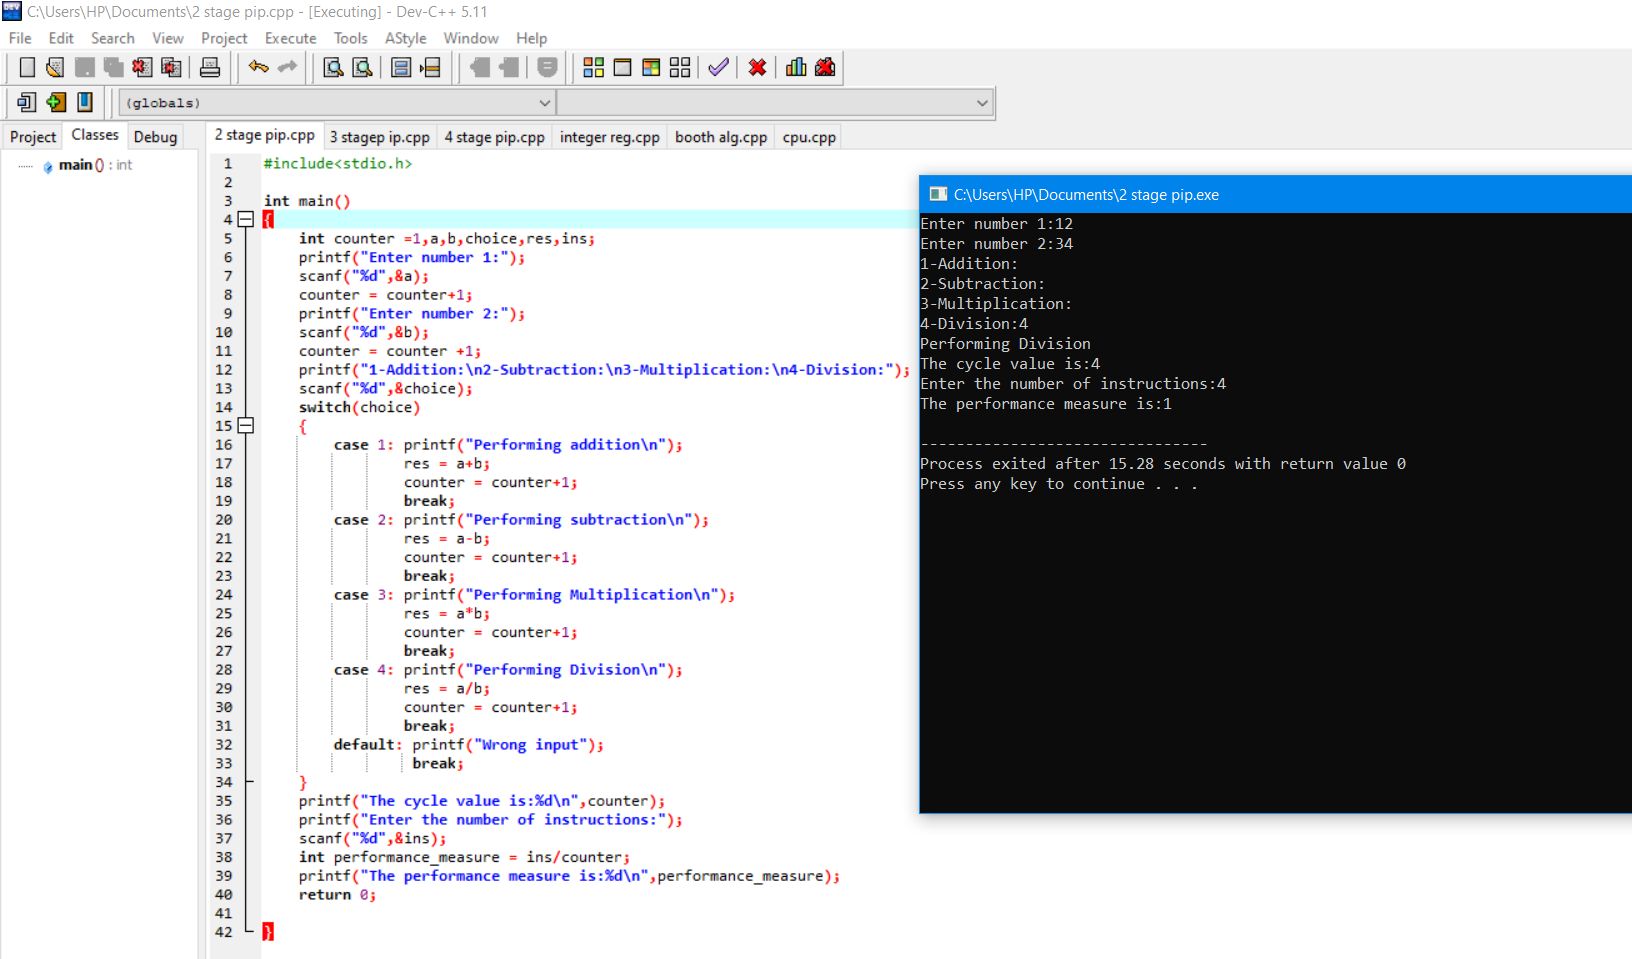 C:\Users\HP\Documents\2 stage pip.cpp - [Executing] - Dev-C++ 5.11
File Edit Search View Project Execute Tools AStyle Window Help
(globals)
Project Classes Debug
2 stage pip.cpp 3 stagep ip.cpp 4 stage pip.cpp integer reg.cpp booth alg.cpp cpu.cpp
main() : int
1 #include<stdio.h>
2
3 int main()
4 {
5 int counter =1,a,b,choice,res,ins;
6 printf("Enter number 1:");
7 scanf("%d",&a);
8 counter = counter+1;
9 printf("Enter number 2:");
10 scanf("%d",&b);
11 counter = counter +1;
12 printf("1-Addition:\n2-Subtraction:\n3-Multiplication:\n4-Division:");
13 scanf("%d",&choice);
14 switch(choice)
15 {
16 case 1: printf("Performing addition\n");
17 res = a+b;
18 counter = counter+1;
19 break;
20 case 2: printf("Performing subtraction\n");
21 res = a-b;
22 counter = counter+1;
23 break;
24 case 3: printf("Performing Multiplication\n");
25 res = a*b;
26 counter = counter+1;
27 break;
28 case 4: printf("Performing Division\n");
29 res = a/b;
30 counter = counter+1;
31 break;
32 default: printf("Wrong input");
33 break;
34 }
35 printf("The cycle value is:%d\n",counter);
36 printf("Enter the number of instructions:");
37 scanf("%d",&ins);
38 int performance_measure = ins/counter;
39 printf("The performance measure is:%d\n",performance_measure);
40 return 0;
41
42 }
C:\Users\HP\Documents\2 stage pip.exe
Enter number 1:12
Enter number 2:34
1-Addition:
2-Subtraction:
3-Multiplication:
4-Division:4
Performing Division
The cycle value is:4
Enter the number of instructions:4
The performance measure is:1
--------------------------------
Process exited after 15.28 seconds with return value 0
Press any key to continue . . .